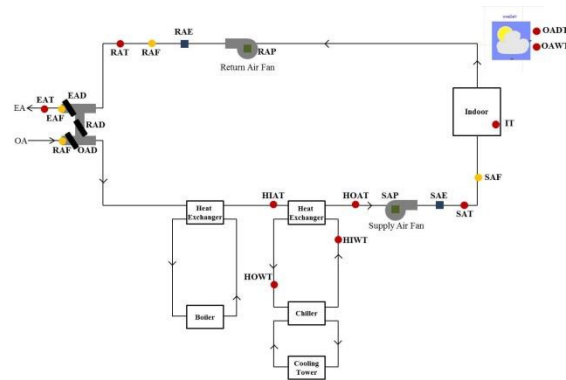 OADT
OAWT
RAE
RAT
RAF
RAP
Return Air Fan
EAD
EAT
EA
EAF
RAD
Indoor
IT
OA
RAF
OAD
SAF
HIAT
HOAT
SAP
SAE
SAT
Heat
Exchanger
Heat
Exchanger
Supply Air Fan
HIWT
HOWT
Boiler
Chiller
Cooling
Tower